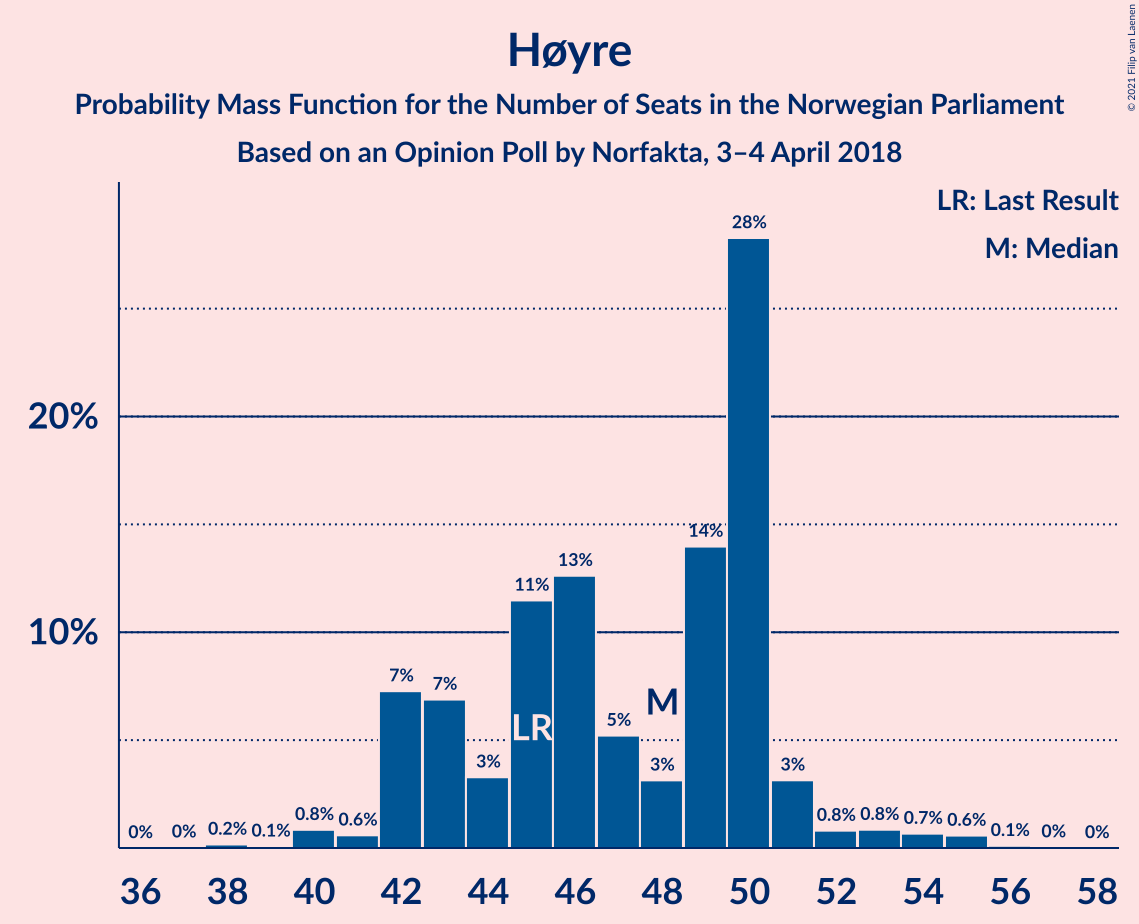 Høyre
Probability Mass Function for the Number of Seats in the Norwegian Parliament
Based on an Opinion Poll by Norfakta, 3–4 April 2018
© 2021 Filip van Laenen
LR: Last Result
M: Median
20%
10%
0% 0% 0.2% 0.1% 0.8% 0.6% 7% 7% 3% 11% 13% 5% 3% 14% 28% 3% 0.8% 0.8% 0.7% 0.6% 0.1% 0% 0%
LR
M
36 38 40 42 44 46 48 50 52 54 56 58